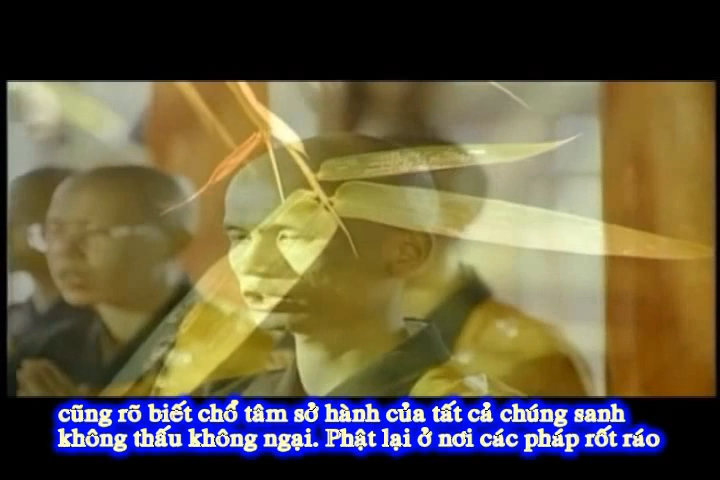 cũng rõ biết chổ tâm sở hành của tất cả chúng sanh
không thấu không ngại. Phật lại ở nơi các pháp rốt ráo